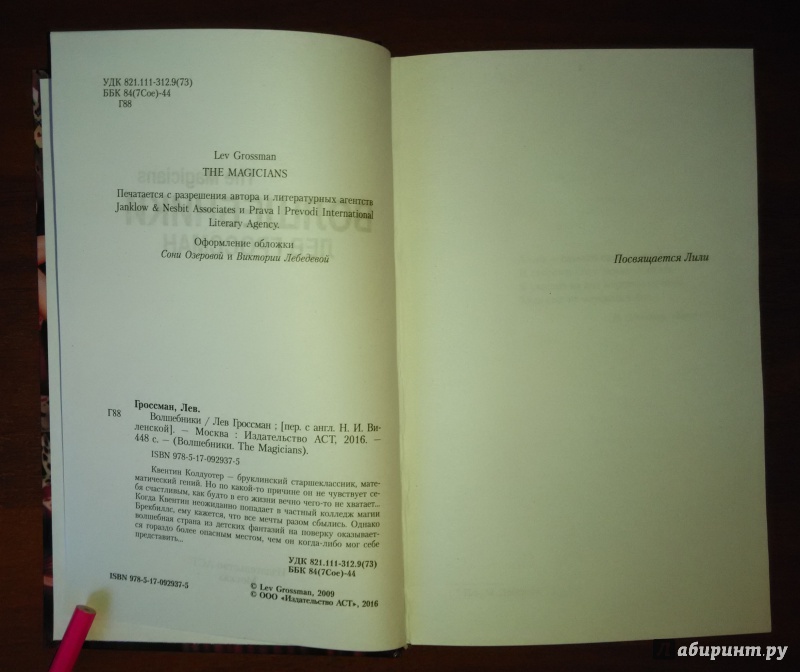 УДК 821.111-312.9(73)
ББК 84(7Сое)-44
Г88
Lev Grossman
THE MAGICIANS
Печатается с разрешения автора и литературных агентств
Janklow & Nesbit Associates и Prava I Prevodi International
Literary Agency.
Оформление обложки
Сони Озеровой и Виктории Лебедевой
Гроссман, Лев.
Г88 Волшебники / Лев Гроссман ; [пер. с англ. Н. И. Ви-
ленской]. — Москва : Издательство АСТ, 2016. —
448 с. — (Волшебники. The Magicians).
ISBN 978-5-17-092937-5
Квентин Колдуотер — бруклинский старшеклассник, мате-
матический гений. Но по какой-то причине он не чувствует се-
бя счастливым, как будто в его жизни вечно чего-то не хватает...
Когда Квентин неожиданно попадает в частный колледж магии
Брекбиллс, ему кажется, что все мечты разом сбылись. Однако
волшебная страна из детских фантазий на поверку оказывает-
ся гораздо более опасным местом, чем он когда-либо мог себе
представить...
УДК 821.111-312.9(73)
ББК 84(7Сое)-44
ISBN 978-5-17-092937-5
© Lev Grossman, 2009
© ООО «Издательство АСТ», 2016
Посвящается Лили
лабиринт.ру